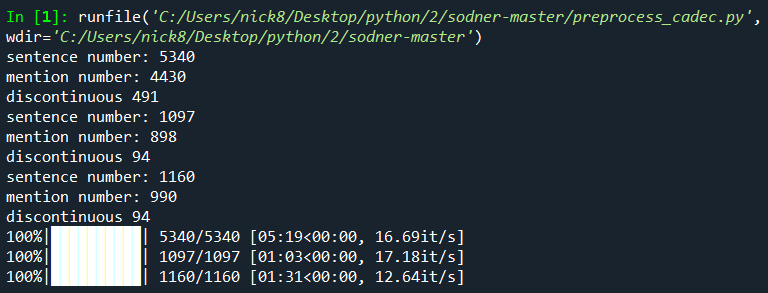 In [1]: runfile('C:/Users/nick8/Desktop/python/2/sodner-master/preprocess_cadec.py',
wdir='C:/Users/nick8/Desktop/python/2/sodner-master')
sentence number: 5340
mention number: 4430
discontinuous 491
sentence number: 1097
mention number: 898
discontinuous 94
sentence number: 1160
mention number: 990
discontinuous 94
100%|██████████| 5340/5340 [05:19<00:00, 16.69it/s]
100%|██████████| 1097/1097 [01:03<00:00, 17.18it/s]
100%|██████████| 1160/1160 [01:31<00:00, 12.64it/s]